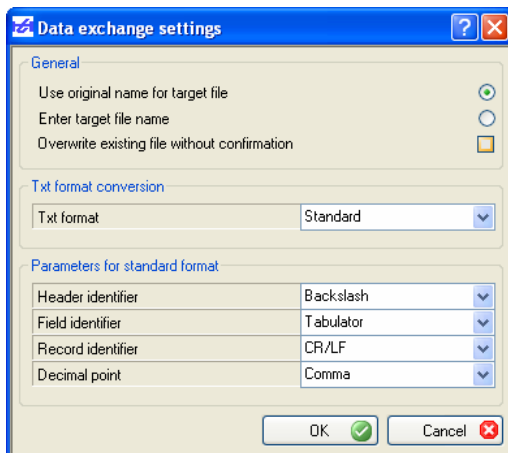 Data exchange settings
General
Use original name for target file
Enter target file name
Overwrite existing file without confirmation
Txt format conversion
Txt format Standard
Parameters for standard format
Header identifier Backslash
Field identifier Tabulator
Record identifier CR/LF
Decimal point Comma
OK Cancel